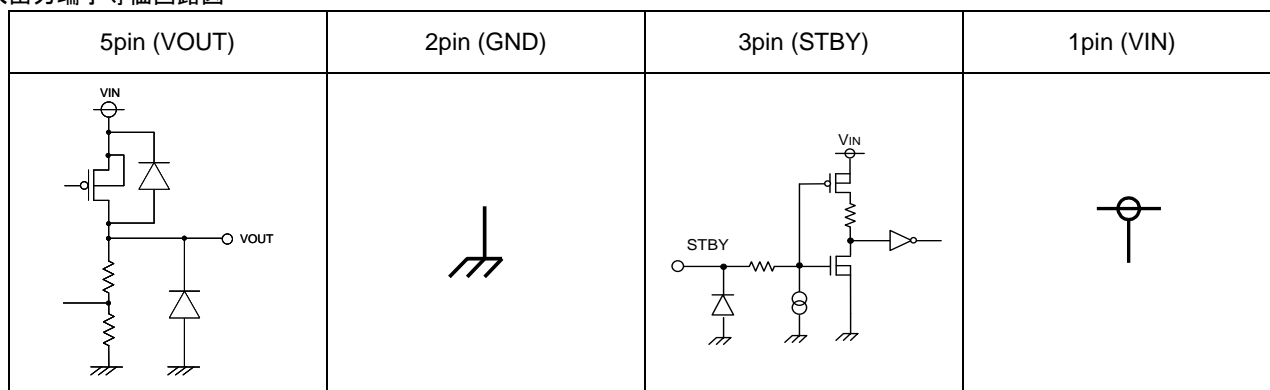 入出力端子等価回路図
5pin (VOUT)
2pin (GND)
3pin (STBY)
1pin (VIN)
VIN
VOUT
VIN
STBY